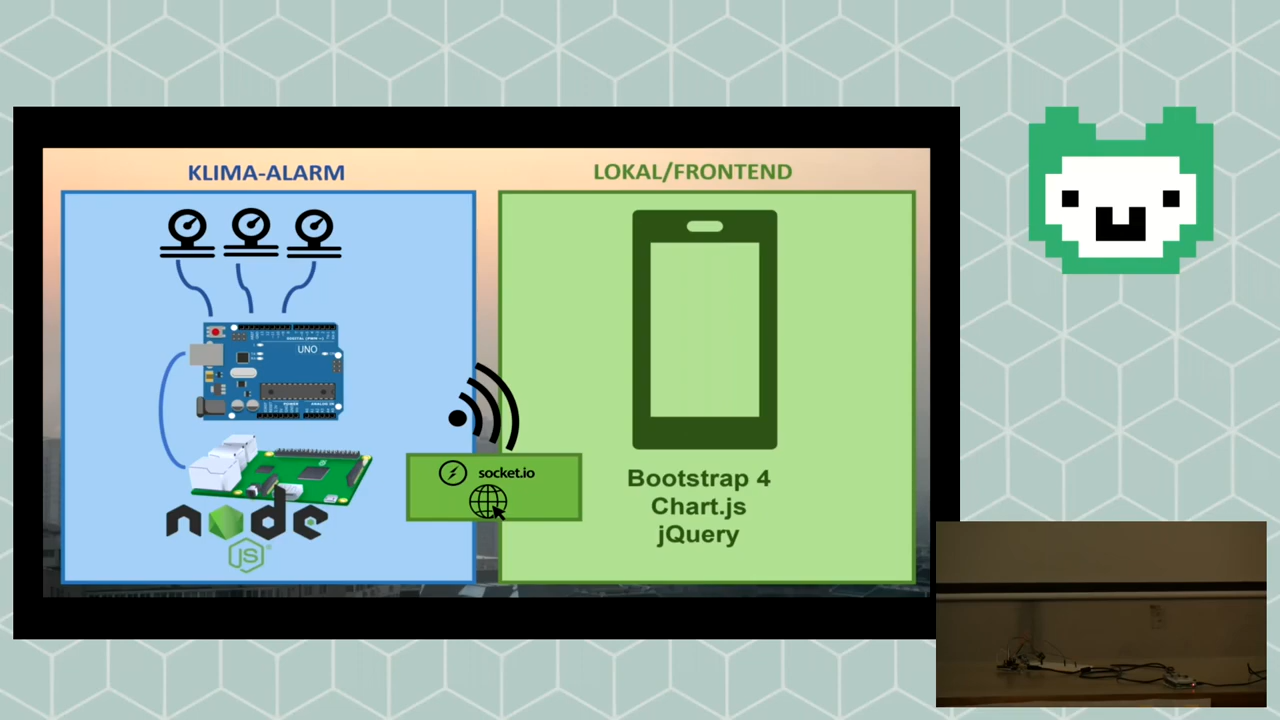 KLIMA-ALARM
UNO
node
JS
socket.io
LOKAL/FRONTEND
Bootstrap 4
Chart.js
jQuery